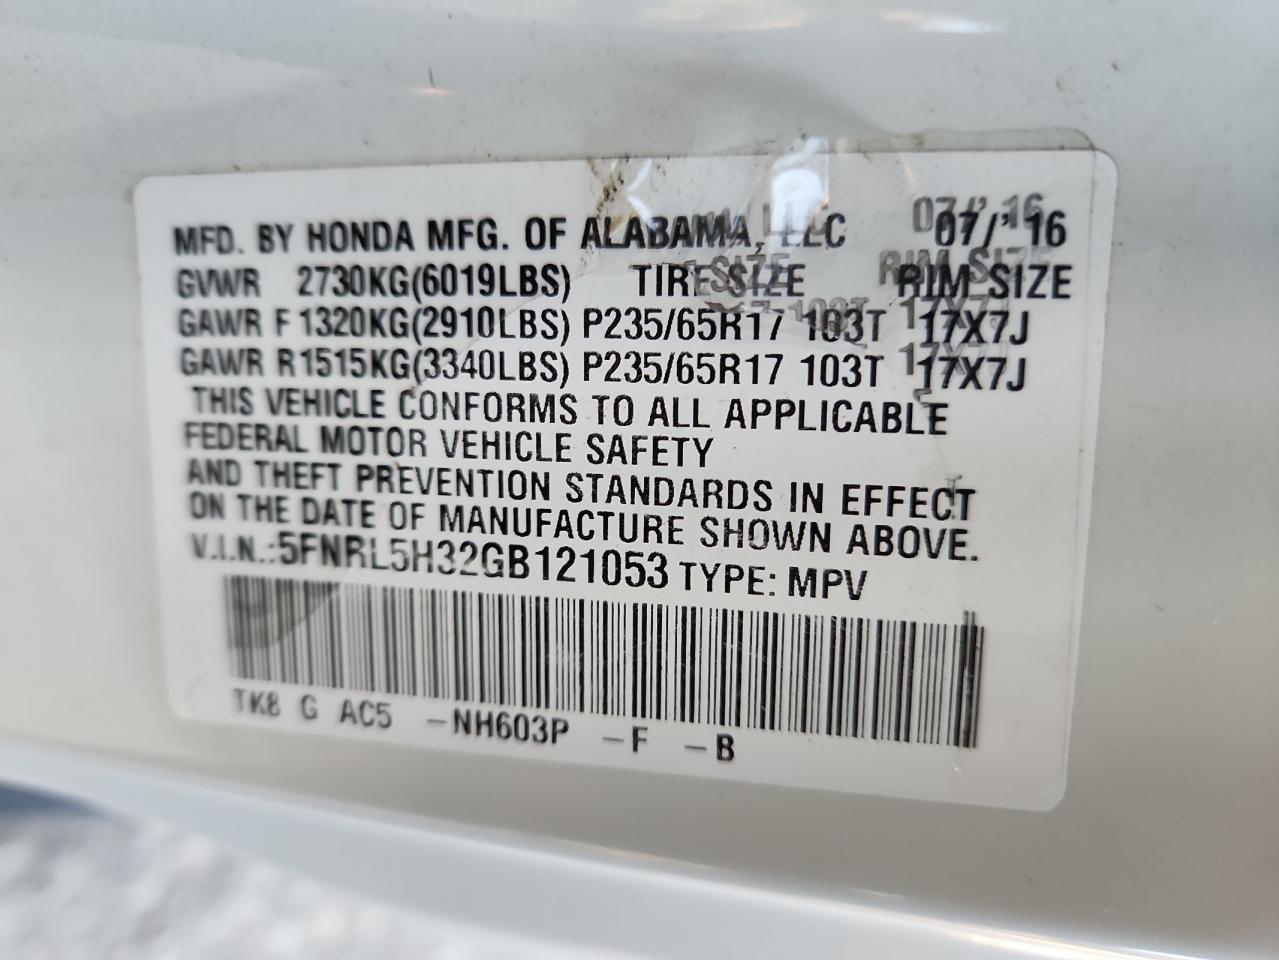 MFD. BY HONDA MFG. OF ALABAMA, LLC 07/'16
GVWR 2730KG(6019LBS) TIRE SIZE RIM SIZE
GAWR F 1320KG(2910LBS) P235/65R17 103T 17X7J
GAWR R 1515KG(3340LBS) P235/65R17 103T 17X7J
THIS VEHICLE CONFORMS TO ALL APPLICABLE
FEDERAL MOTOR VEHICLE SAFETY
AND THEFT PREVENTION STANDARDS IN EFFECT
ON THE DATE OF MANUFACTURE SHOWN ABOVE.
V.I.N.:5FNRL5H32GB121053 TYPE: MPV
TK8 G AC5 -NH603P -F -B